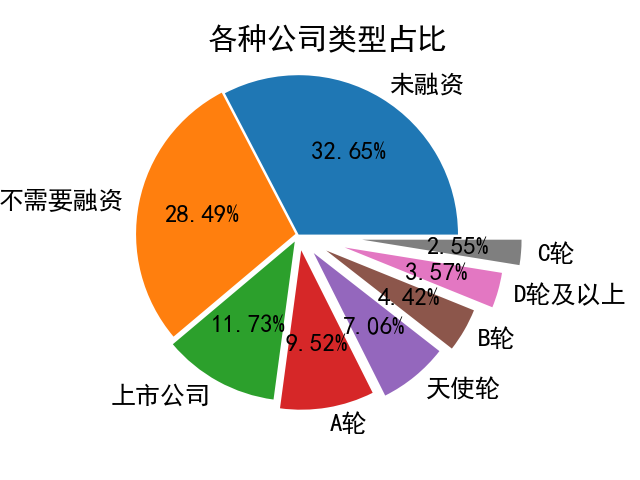 各种公司类型占比
未融资
32.65%
不需要融资
28.49%
上市公司
11.73%
A轮
9.52%
天使轮
7.06%
B轮
4.42%
D轮及以上
3.57%
C轮
2.55%